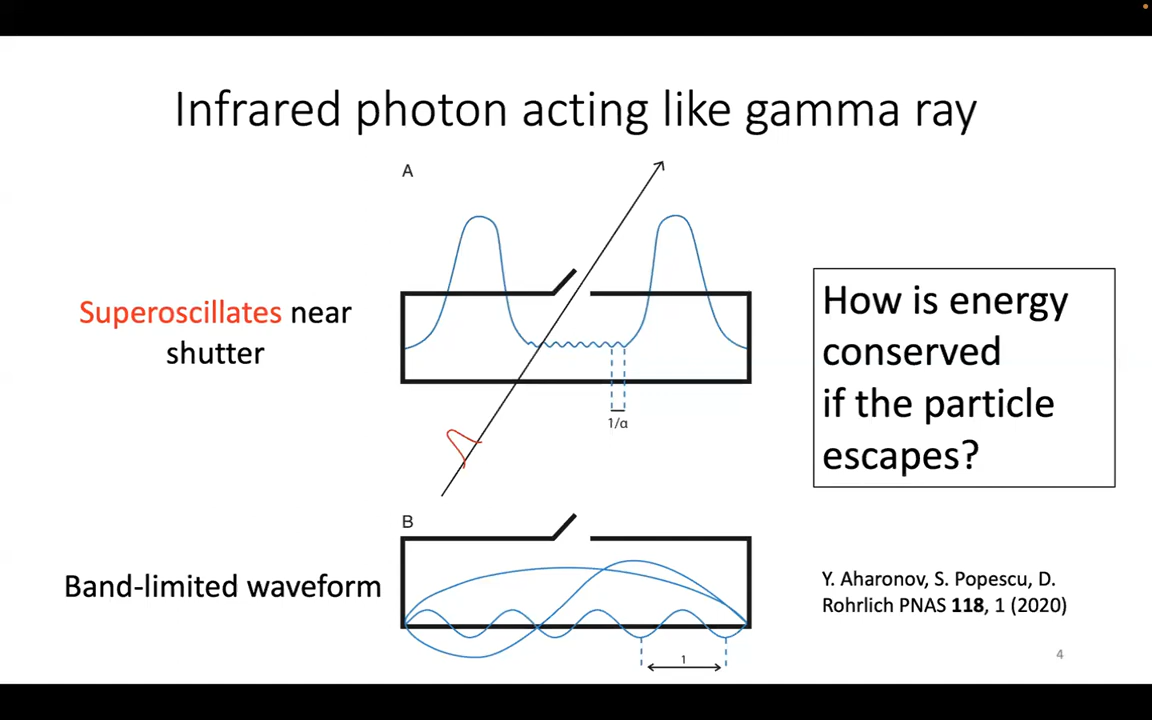 Infrared photon acting like gamma ray
A
Superoscillates near
shutter
1/α
How is energy
conserved
if the particle
escapes?
B
Band-limited waveform
1
Y. Aharonov, S. Popescu, D.
Rohrlich PNAS 118, 1 (2020)
4